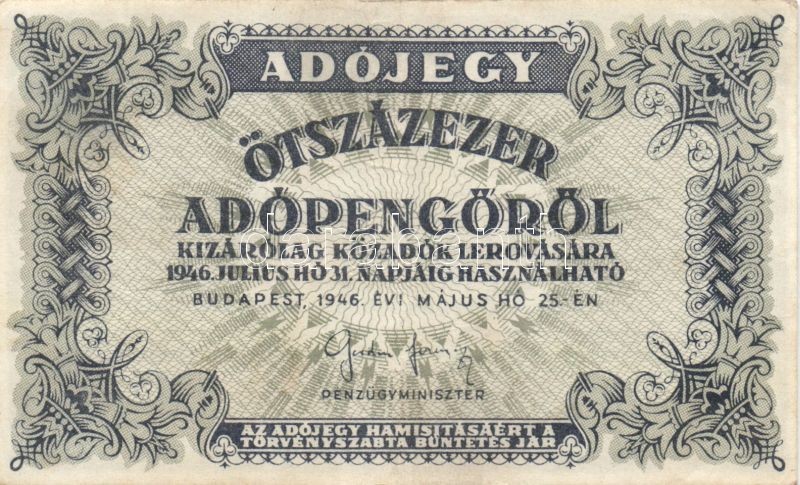 ADÓJEGY
ÖTSZÁZEZER
ADÓPENGŐRŐL
KIZÁRÓLAG KÖZADÓK LEROVÁSÁRA
1946. JULIUS HÓ 31. NAPJÁIG HASZNÁLHATÓ
BUDAPEST, 1946. ÉVI MÁJUS HÓ 25.-ÉN
PÉNZÜGYMINISZTER
AZ ADÓJEGY HAMISITÁSÁÉRT A
TÖRVÉNYSZABTA BÜNTETÉS JÁR